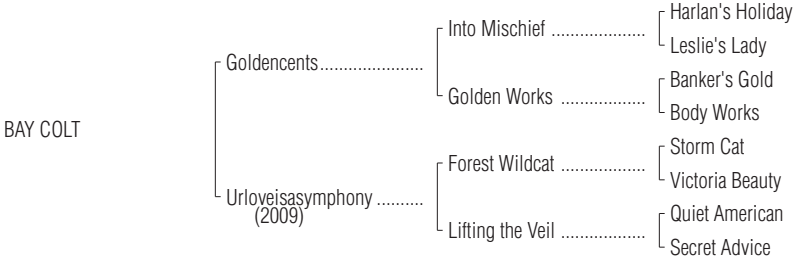 Harlan's Holiday
Into Mischief .....................
Leslie's Lady
Goldencents.......................
Banker's Gold
Golden Works ...................
Body Works
BAY COLT
Storm Cat
Forest Wildcat ...................
Victoria Beauty
Urloveisasymphony ..........
(2009)
Quiet American
Lifting the Veil ...................
Secret Advice